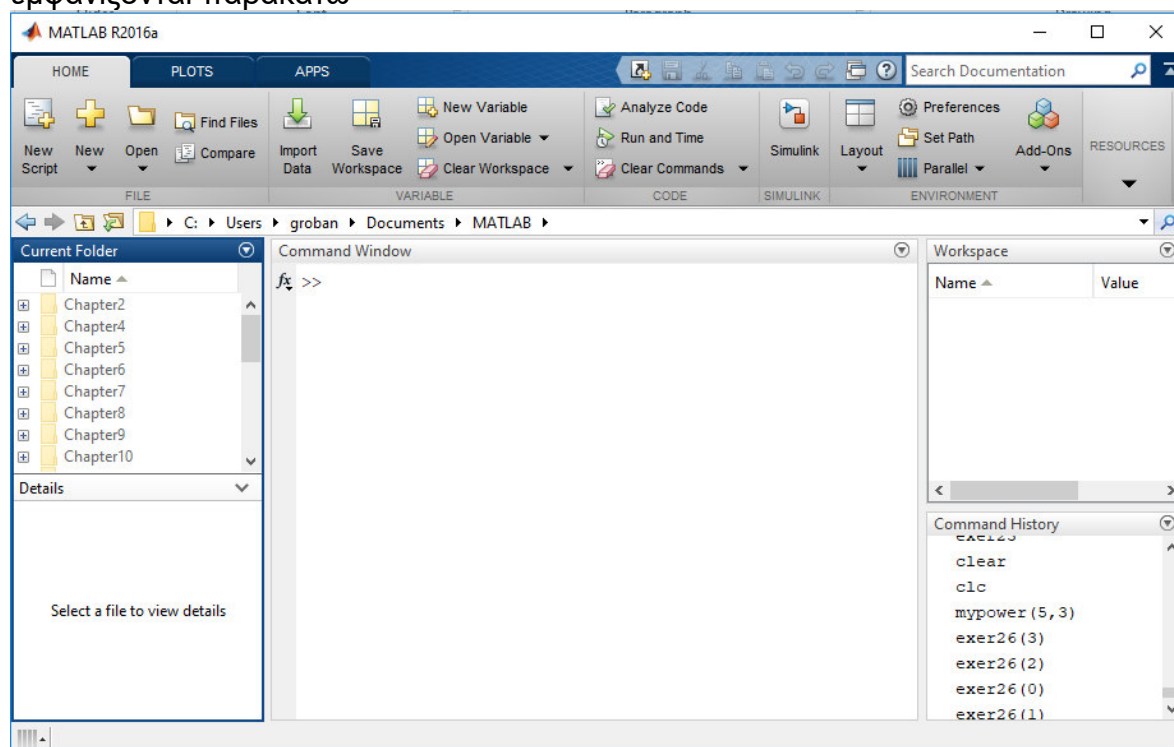 εμφανίζονται παρακάτω
MATLAB R2016a
HOME PLOTS APPS Search Documentation
New Script
New
Open
Find Files
Compare
FILE
Import Data
Save Workspace
New Variable
Open Variable
Clear Workspace
VARIABLE
Analyze Code
Run and Time
Clear Commands
CODE
Simulink
SIMULINK
Layout
Preferences
Set Path
Parallel
Add-Ons
ENVIRONMENT
RESOURCES
C: Users groban Documents MATLAB
Current Folder
Name
Chapter2
Chapter4
Chapter5
Chapter6
Chapter7
Chapter8
Chapter9
Chapter10
Details
Select a file to view details
Command Window
fx >>
Workspace
Name Value
Command History
exer25
clear
clc
mypower(5,3)
exer26(3)
exer26(2)
exer26(0)
exer26(1)